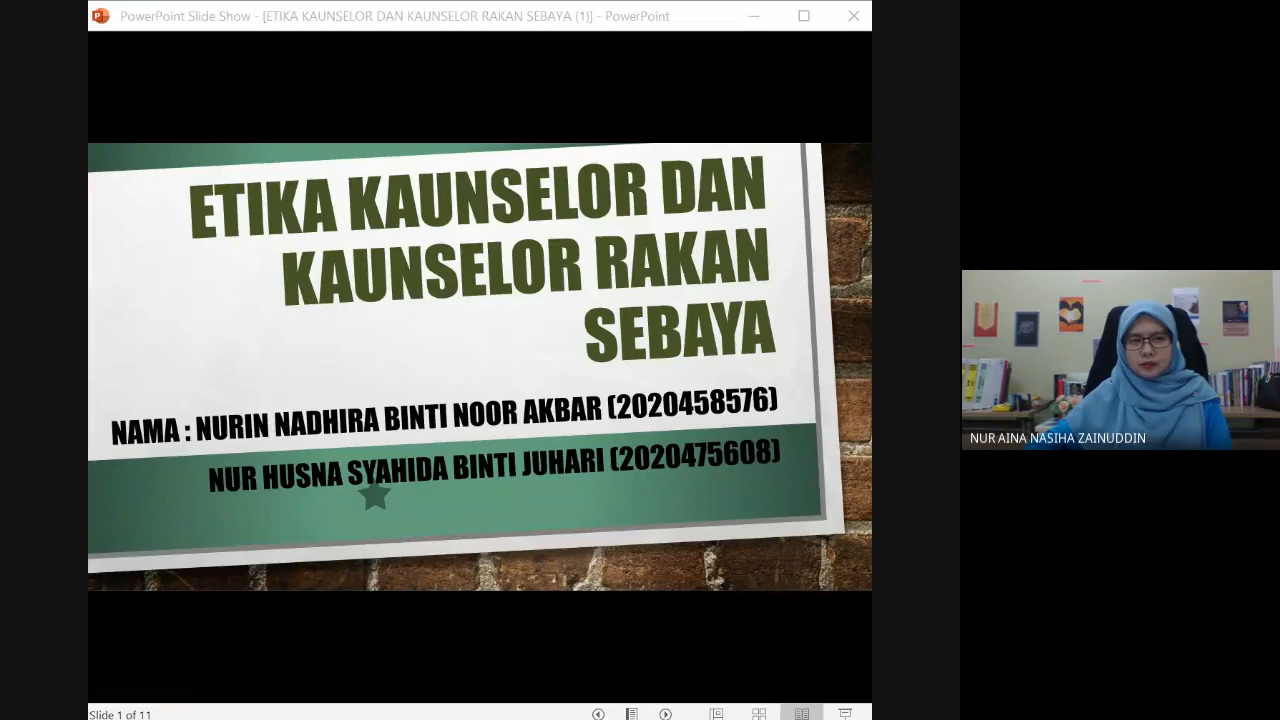 PowerPoint Slide Show - [ETIKA KAUNSELOR DAN KAUNSELOR RAKAN SEBAYA (1)] - PowerPoint
ETIKA KAUNSELOR DAN
KAUNSELOR RAKAN
SEBAYA
NAMA : NURIN NADHIRA BINTI NOOR AKBAR (2020458576)
NUR HUSNA SYAHIDA BINTI JUHARI (2020475608)
NUR AINA NASIHA ZAINUDDIN
Slide 1 of 11